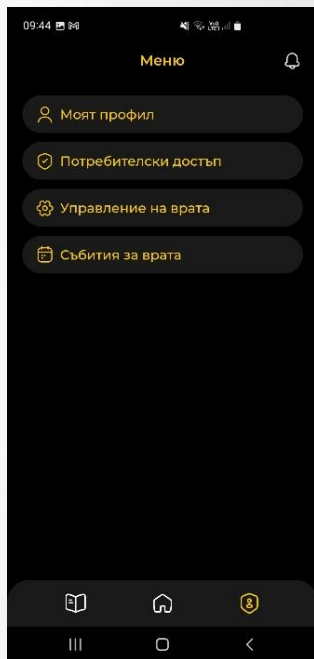 09:44
Меню
Моят профил
Потребителски достъп
Управление на врата
Събития за врата